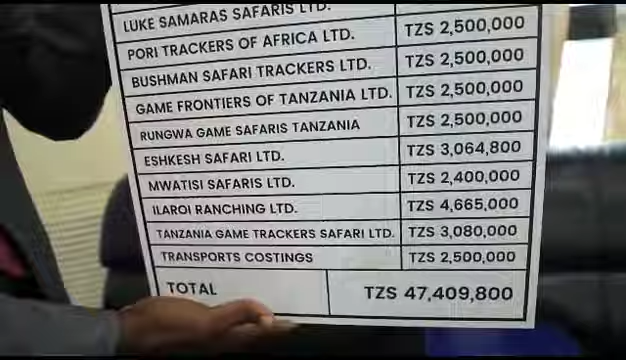 LUKE SAMARAS SAFARIS LTD.
PORI TRACKERS OF AFRICA LTD. TZS 2,500,000
BUSHMAN SAFARI TRACKERS LTD. TZS 2,500,000
GAME FRONTIERS OF TANZANIA LTD. TZS 2,500,000
RUNGWA GAME SAFARIS TANZANIA TZS 2,500,000
ESHKESH SAFARI LTD. TZS 3,064,800
MWATISI SAFARIS LTD. TZS 2,400,000
ILAROI RANCHING LTD. TZS 4,665,000
TANZANIA GAME TRACKERS SAFARI LTD. TZS 3,080,000
TRANSPORTS COSTINGS TZS 2,500,000
TOTAL TZS 47,409,800